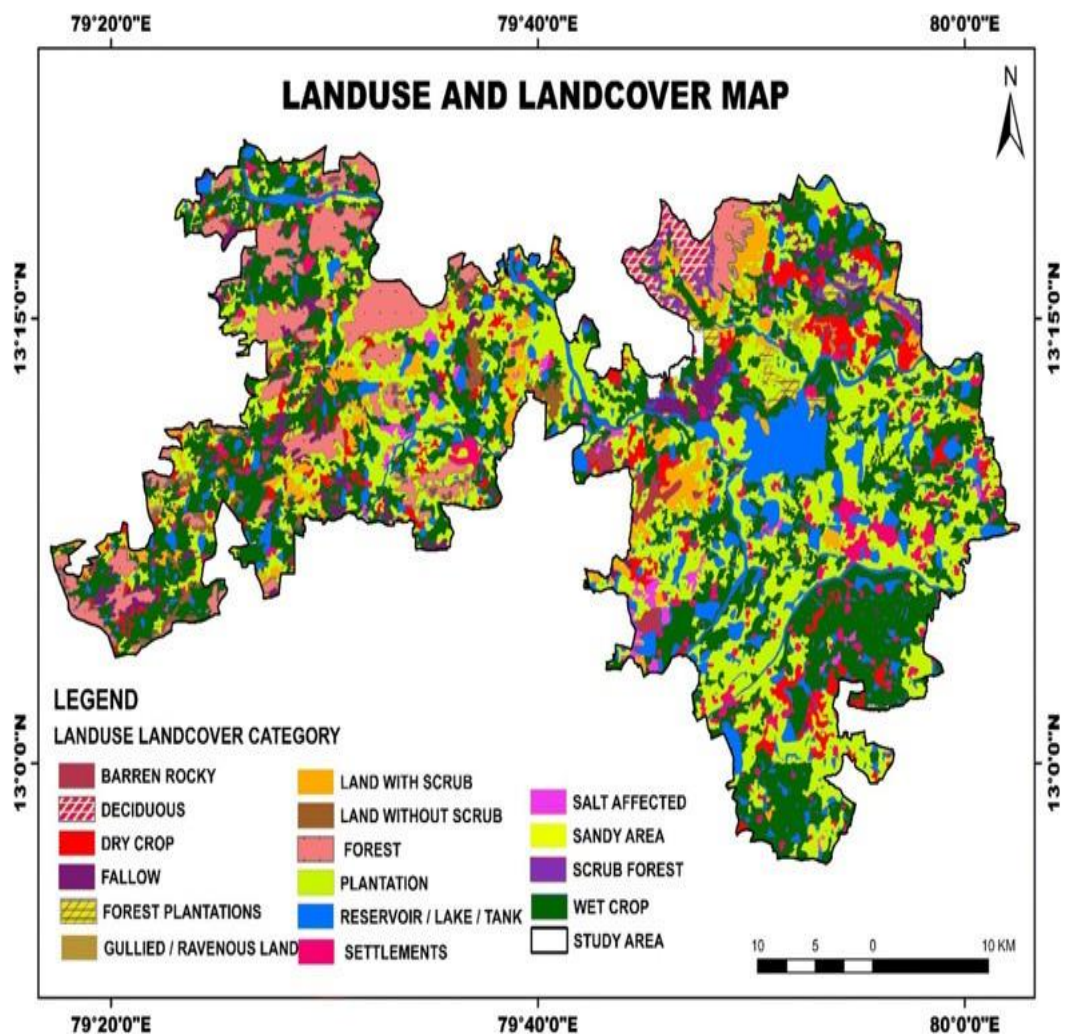 79°20'0"E 79°40'0"E 80°0'0"E
LANDUSE AND LANDCOVER MAP
N
13°15'0"N 13°15'0"N
13°0'0"N 13°0'0"N
LEGEND
LANDUSE LANDCOVER CATEGORY
BARREN ROCKY
DECIDUOUS
DRY CROP
FALLOW
FOREST PLANTATIONS
GULLIED / RAVENOUS LAND
LAND WITH SCRUB
LAND WITHOUT SCRUB
FOREST
PLANTATION
RESERVOIR / LAKE / TANK
SETTLEMENTS
SALT AFFECTED
SANDY AREA
SCRUB FOREST
WET CROP
STUDY AREA
10 5 0 10 KM
79°20'0"E 79°40'0"E 80°0'0"E